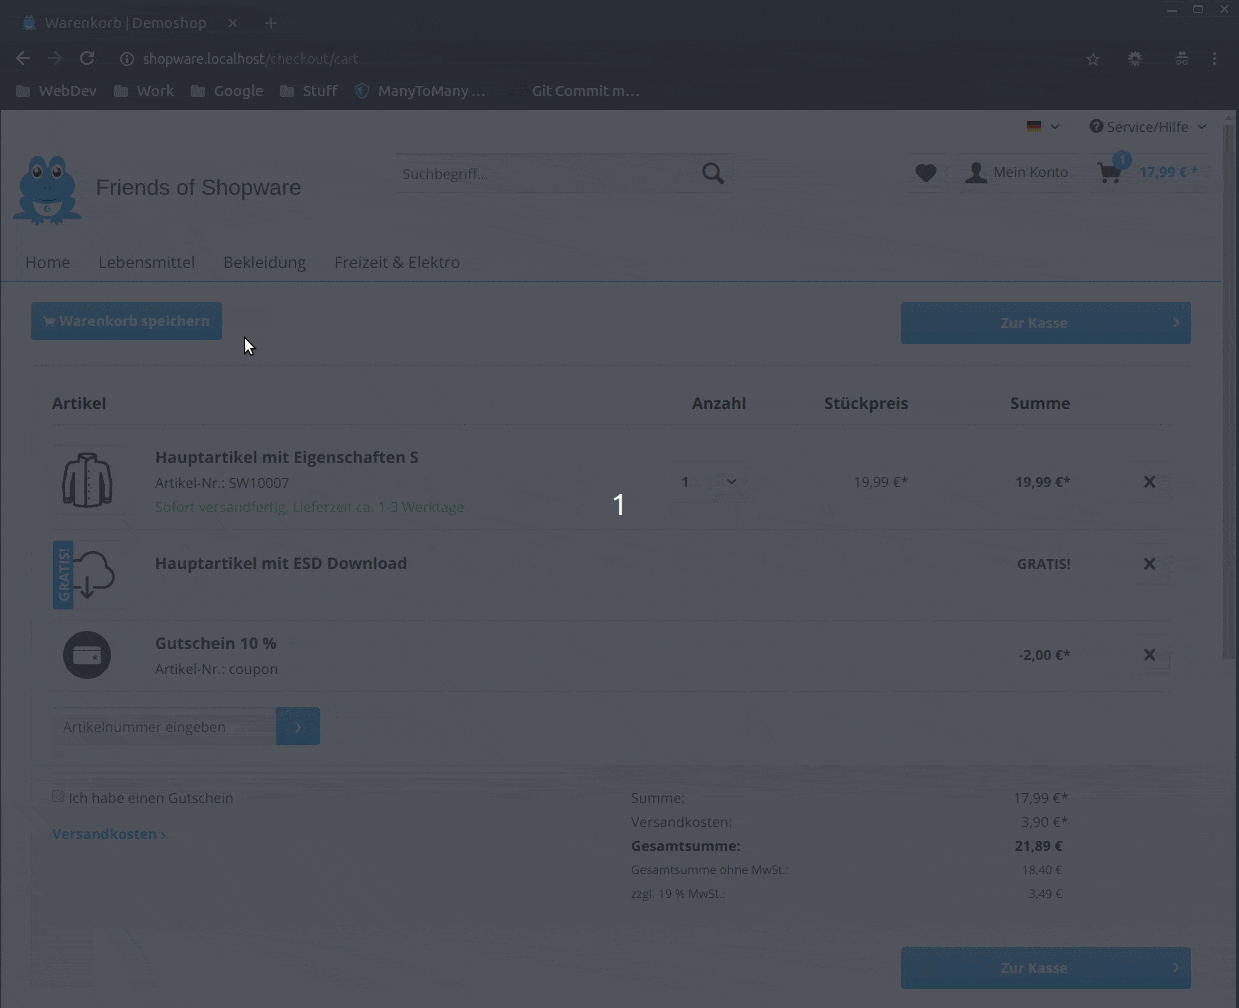 Warenkorb | Demoshop
shopware.localhost/checkout/cart
WebDev Work Google Stuff ManyToMany ... Git Commit m...
Service/Hilfe
Friends of Shopware
Suchbegriff...
Mein Konto
1
17,99 € *
Home Lebensmittel Bekleidung Freizeit & Elektro
Warenkorb speichern
Zur Kasse
Artikel Anzahl Stückpreis Summe
Hauptartikel mit Eigenschaften S
Artikel-Nr.: SW10007
1 19,99 €* 19,99 €*
Sofort versandfertig, Lieferzeit ca. 1-3 Werktage
1
GRATIS!
Hauptartikel mit ESD Download GRATIS!
Gutschein 10 %
Artikel-Nr.: coupon
-2,00 €*
Artikelnummer eingeben
Ich habe einen Gutschein
Versandkosten
Summe: 17,99 €*
Versandkosten: 3,90 €*
Gesamtsumme: 21,89 €
Gesamtsumme ohne MwSt.: 18,40 €
zzgl. 19 % MwSt.: 3,49 €
Zur Kasse